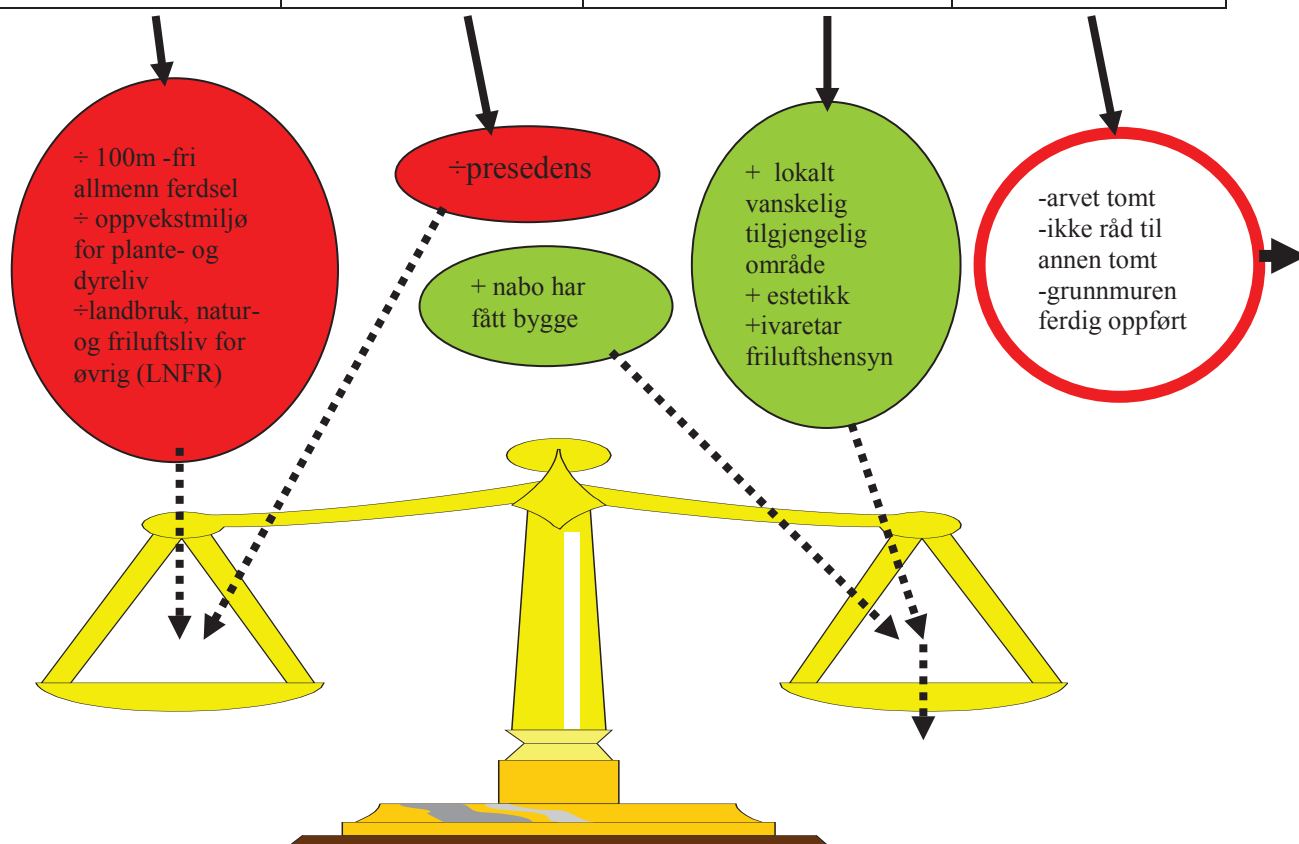 ÷ 100m -fri
allmenn ferdsel
÷ oppvekstmiljø
for plante- og
dyreliv
÷landbruk, natur-
og friluftsliv for
øvrig (LNFR)
÷presedens
+ nabo har
fått bygge
+  lokalt
vanskelig
tilgjengelig
område
+ estetikk
+ivaretar
friluftshensyn
-arvet tomt
-ikke råd til
annen tomt
-grunnmuren
ferdig oppført